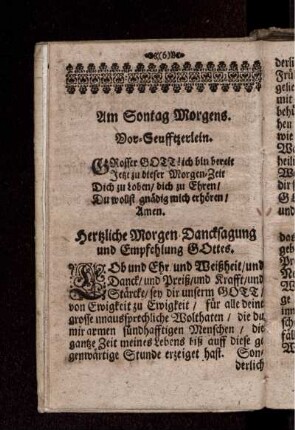 (6)
Am Sontag Morgens.
Vor-Seufftzerlein.
GRosser GOTT / ich bin bereit
Jetzt zu dieser Morgen-Zeit
Dich zu Loben / dich zu Ehren /
Du wollst gnädig mich erhören /
Amen.
Hertzliche Morgen Dancksagung
und Empfehlung GOttes.
LOb und Ehr und Weißheit / und
Danck / und Preiß / und Krafft / und
Stärcke / sey dir unserm GOTT /
von Ewigkeit zu Ewigkeit / für alle deine
grosse unaussprechliche Wolthaten / die du
mir armen sündhafftigen Menschen / die
gantze Zeit meines Lebens biß auff diese ge
genwärtige Stunde erzeiget hast. Son-
derlich